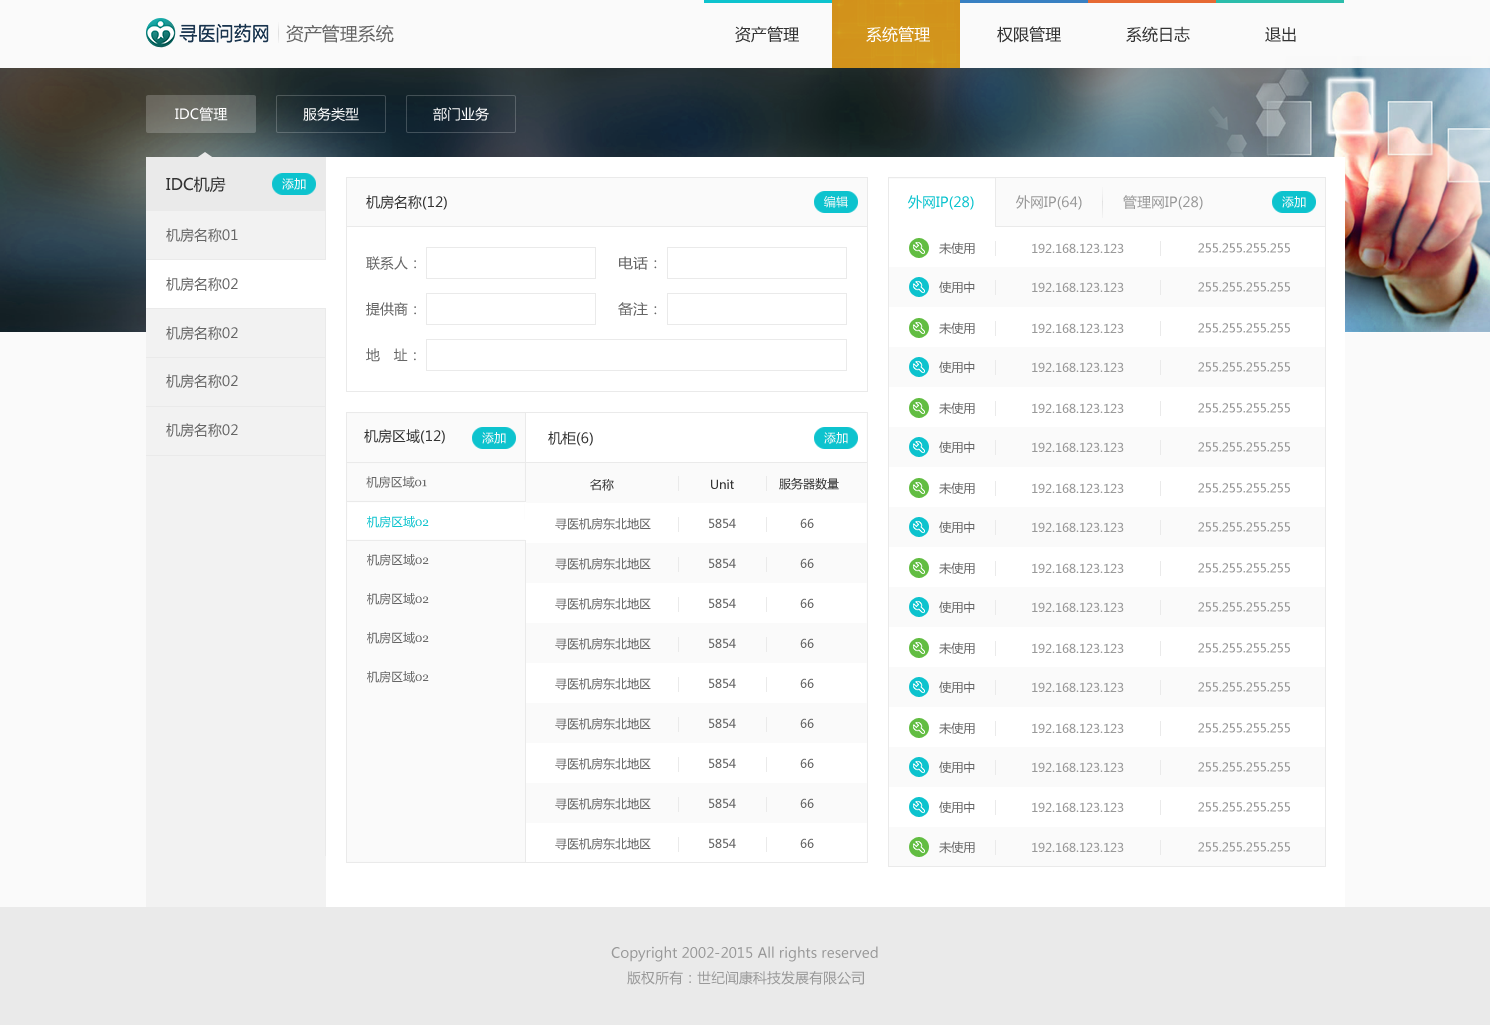 寻医问药网 资产管理系统
资产管理 系统管理 权限管理 系统日志 退出
IDC管理 服务类型 部门业务
IDC机房 添加
机房名称01
机房名称02
机房名称02
机房名称02
机房名称02
机房名称(12) 编辑
联系人： 电话：
提供商： 备注：
地 址：
机房区域(12) 添加
机房区域01
机房区域02
机房区域02
机房区域02
机房区域02
机房区域02
机柜(6) 添加
名称 Unit 服务器数量
寻医机房东北地区 5854 66
寻医机房东北地区 5854 66
寻医机房东北地区 5854 66
寻医机房东北地区 5854 66
寻医机房东北地区 5854 66
寻医机房东北地区 5854 66
寻医机房东北地区 5854 66
寻医机房东北地区 5854 66
寻医机房东北地区 5854 66
外网IP(28) 外网IP(64) 管理网IP(28) 添加
未使用 192.168.123.123 255.255.255.255
使用中 192.168.123.123 255.255.255.255
未使用 192.168.123.123 255.255.255.255
使用中 192.168.123.123 255.255.255.255
未使用 192.168.123.123 255.255.255.255
使用中 192.168.123.123 255.255.255.255
未使用 192.168.123.123 255.255.255.255
使用中 192.168.123.123 255.255.255.255
未使用 192.168.123.123 255.255.255.255
使用中 192.168.123.123 255.255.255.255
未使用 192.168.123.123 255.255.255.255
使用中 192.168.123.123 255.255.255.255
未使用 192.168.123.123 255.255.255.255
使用中 192.168.123.123 255.255.255.255
使用中 192.168.123.123 255.255.255.255
未使用 192.168.123.123 255.255.255.255
Copyright 2002-2015 All rights reserved
版权所有：世纪闻康科技发展有限公司